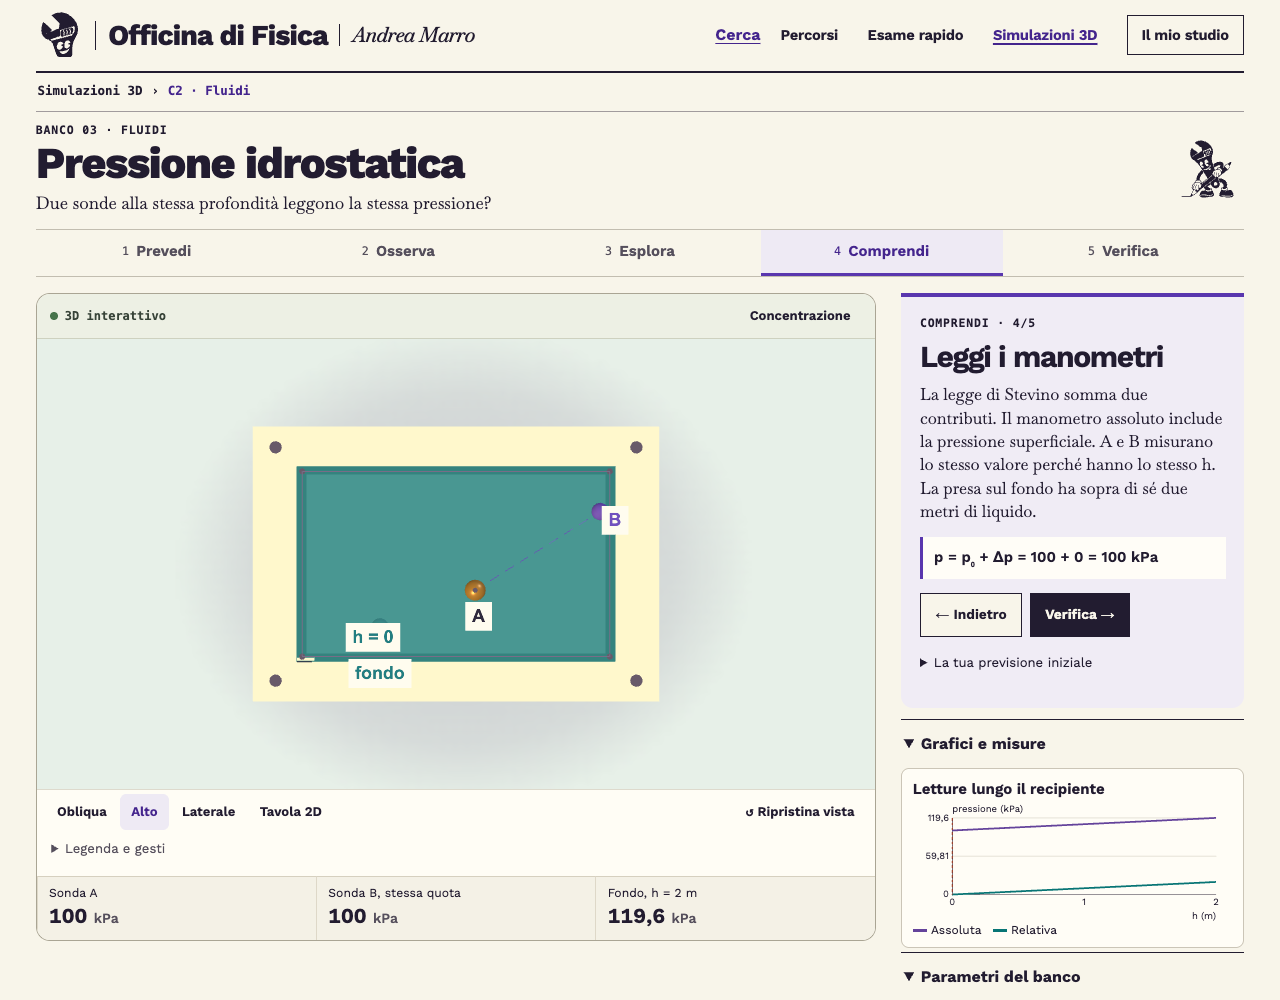 Officina di Fisica
Andrea Marro
Cerca
Percorsi
Esame rapido
Simulazioni 3D
Il mio studio
Simulazioni 3D › C2 · Fluidi
BANCO 03 · FLUIDI
Pressione idrostatica
Due sonde alla stessa profondità leggono la stessa pressione?
1 Prevedi
2 Osserva
3 Esplora
4 Comprendi
5 Verifica
3D interattivo
Concentrazione
B
A
h = 0
fondo
Obliqua
Alto
Laterale
Tavola 2D
↺ Ripristina vista
▶ Legenda e gesti
Sonda A
100 kPa
Sonda B, stessa quota
100 kPa
Fondo, h = 2 m
119,6 kPa
COMPRENDI · 4/5
Leggi i manometri
La legge di Stevino somma due
contributi. Il manometro assoluto include
la pressione superficiale. A e B misurano
lo stesso valore perché hanno lo stesso h.
La presa sul fondo ha sopra di sé due
metri di liquido.
p = p₀ + Δp = 100 + 0 = 100 kPa
← Indietro
Verifica →
▶ La tua previsione iniziale
▼ Grafici e misure
Letture lungo il recipiente
pressione (kPa)
119,6
59,81
0
0
1
2
h (m)
Assoluta
Relativa
▼ Parametri del banco